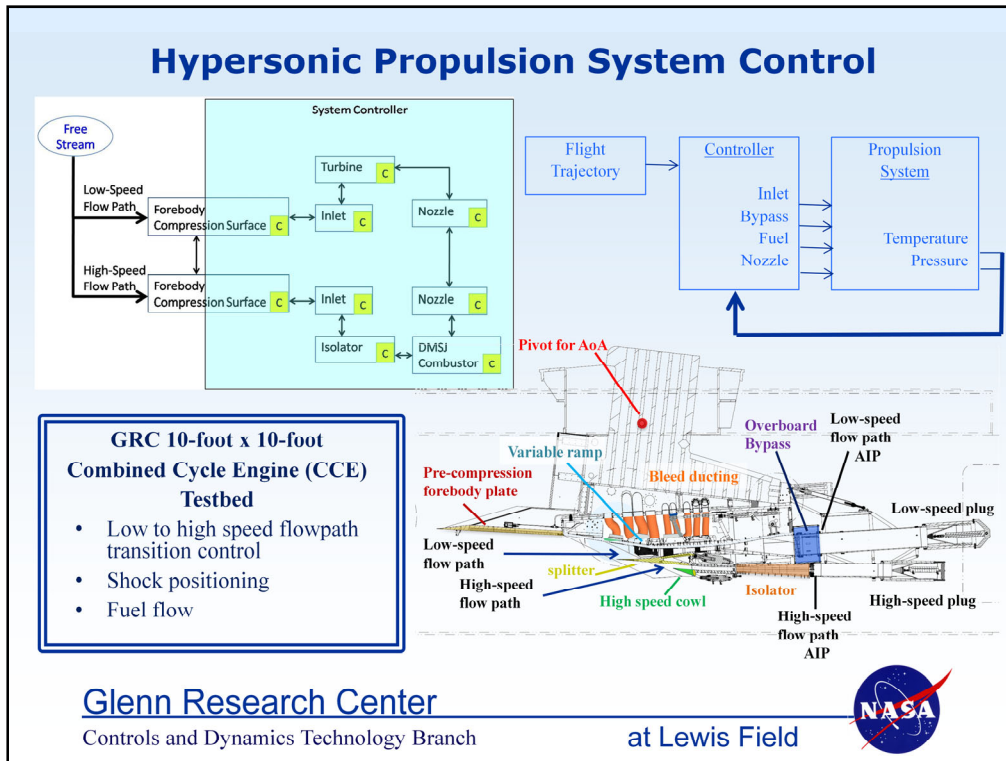 Hypersonic Propulsion System Control
System Controller
Free
Stream
Low-Speed
Flow Path
High-Speed
Flow Path
Forebody
Compression Surface
C
Inlet
C
Turbine
C
Nozzle
C
Forebody
Compression Surface
C
Inlet
C
Isolator
C
Nozzle
C
DMSJ
Combustor
C
Flight
Trajectory
Controller
Inlet
Bypass
Fuel
Nozzle
Propulsion
System
Temperature
Pressure
GRC 10-foot x 10-foot
Combined Cycle Engine (CCE)
Testbed
• Low to high speed flowpath
transition control
• Shock positioning
• Fuel flow
Pivot for AoA
Variable ramp
Pre-compression
forebody plate
Bleed ducting
Overboard
Bypass
Low-speed
flow path
AIP
Low-speed plug
Low-speed
flow path
splitter
High-speed
flow path
High speed cowl
Isolator
High-speed plug
High-speed
flow path
AIP
Glenn Research Center
Controls and Dynamics Technology Branch
at Lewis Field
NASA